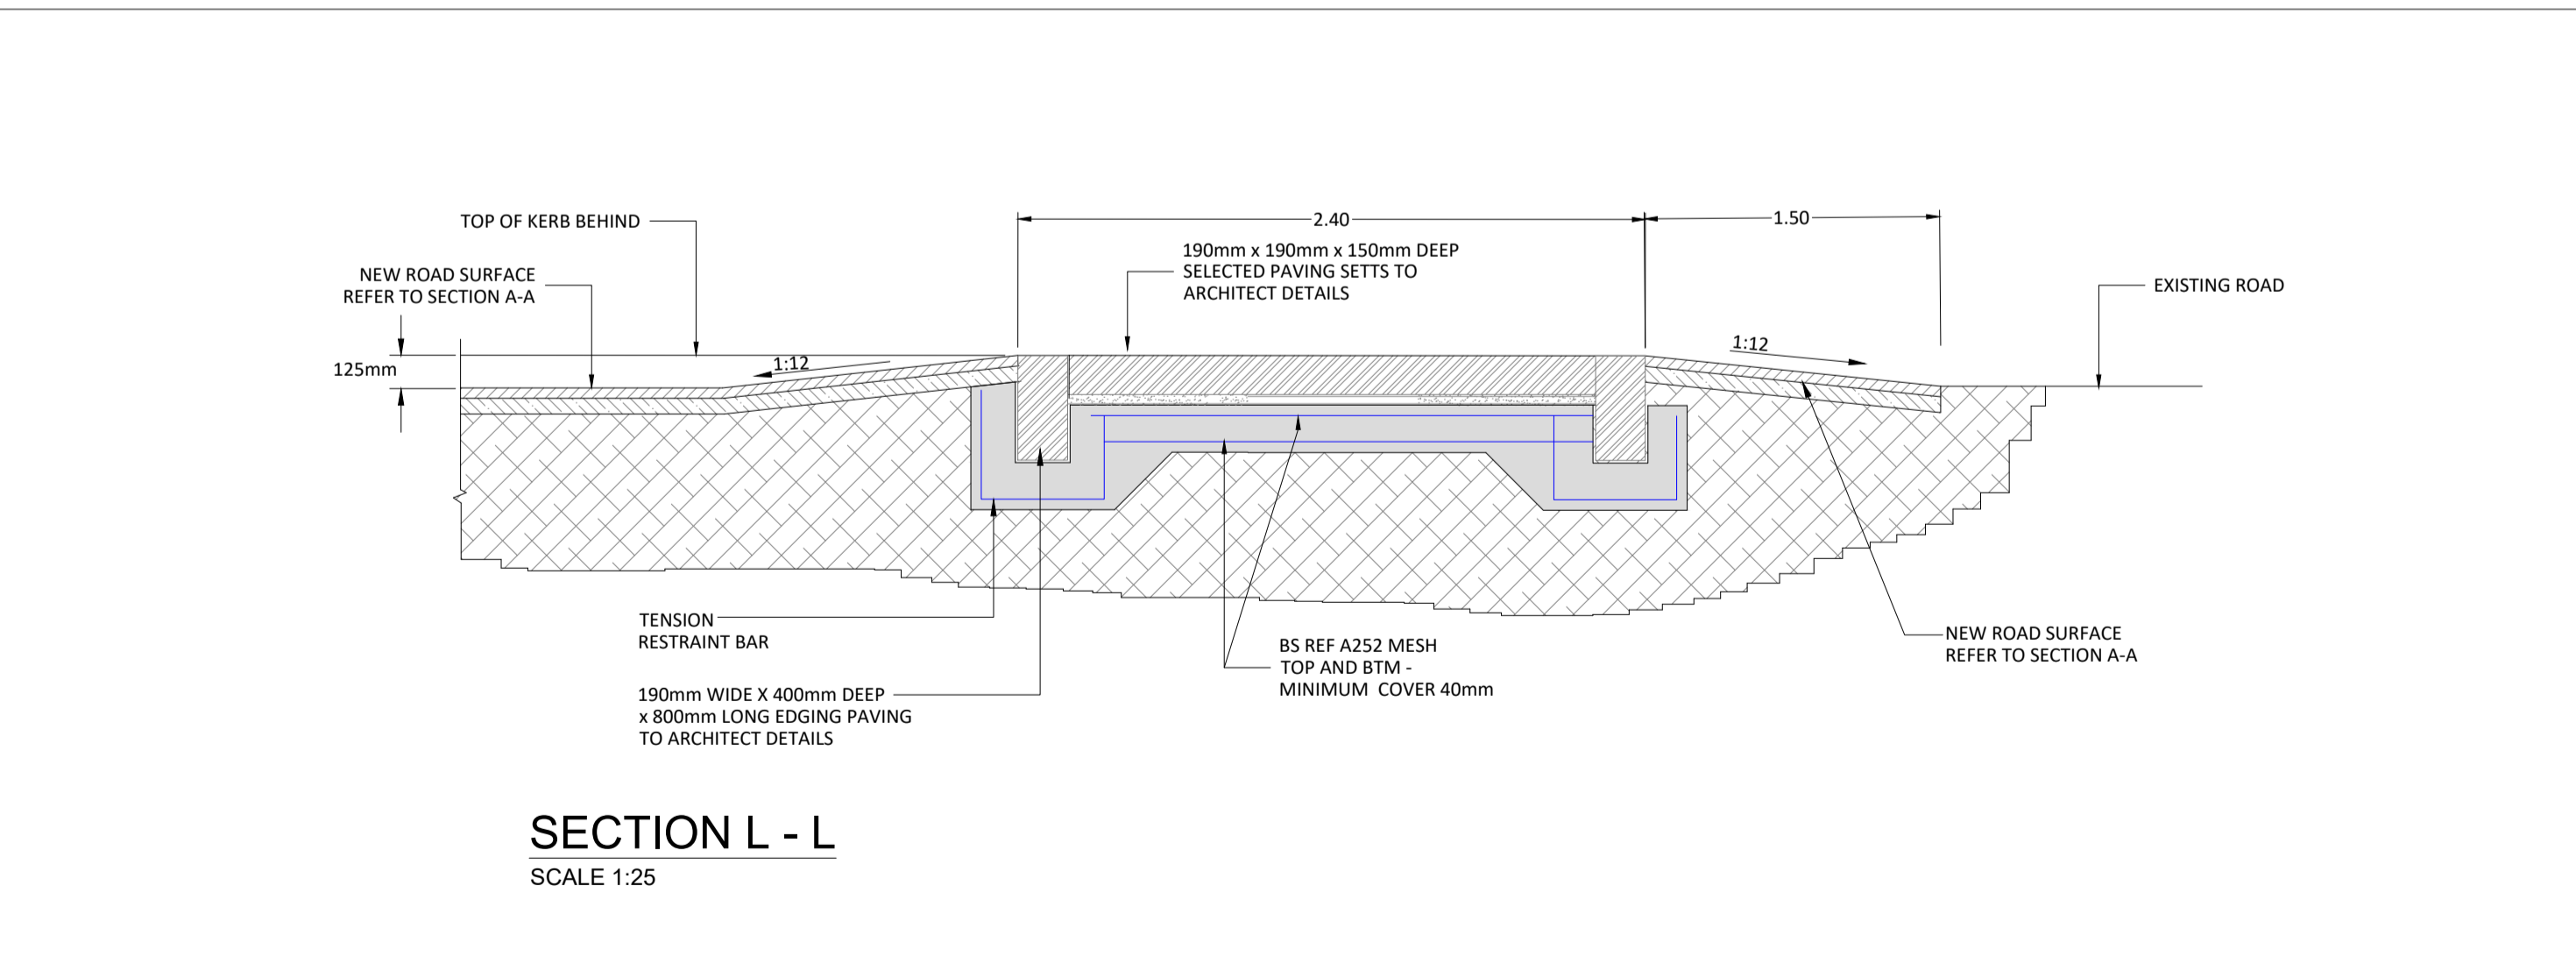 2.40
1.50
TOP OF KERB BEHIND
190mm x 190mm x 150mm DEEP
SELECTED PAVING SETTS TO
ARCHITECT DETAILS
NEW ROAD SURFACE
REFER TO SECTION A-A
EXISTING ROAD
125mm
1:12
1:12
TENSION
RESTRAINT BAR
190mm WIDE X 400mm DEEP
x 800mm LONG EDGING PAVING
TO ARCHITECT DETAILS
BS REF A252 MESH
TOP AND BTM -
MINIMUM COVER 40mm
NEW ROAD SURFACE
REFER TO SECTION A-A
SECTION L - L
SCALE 1:25